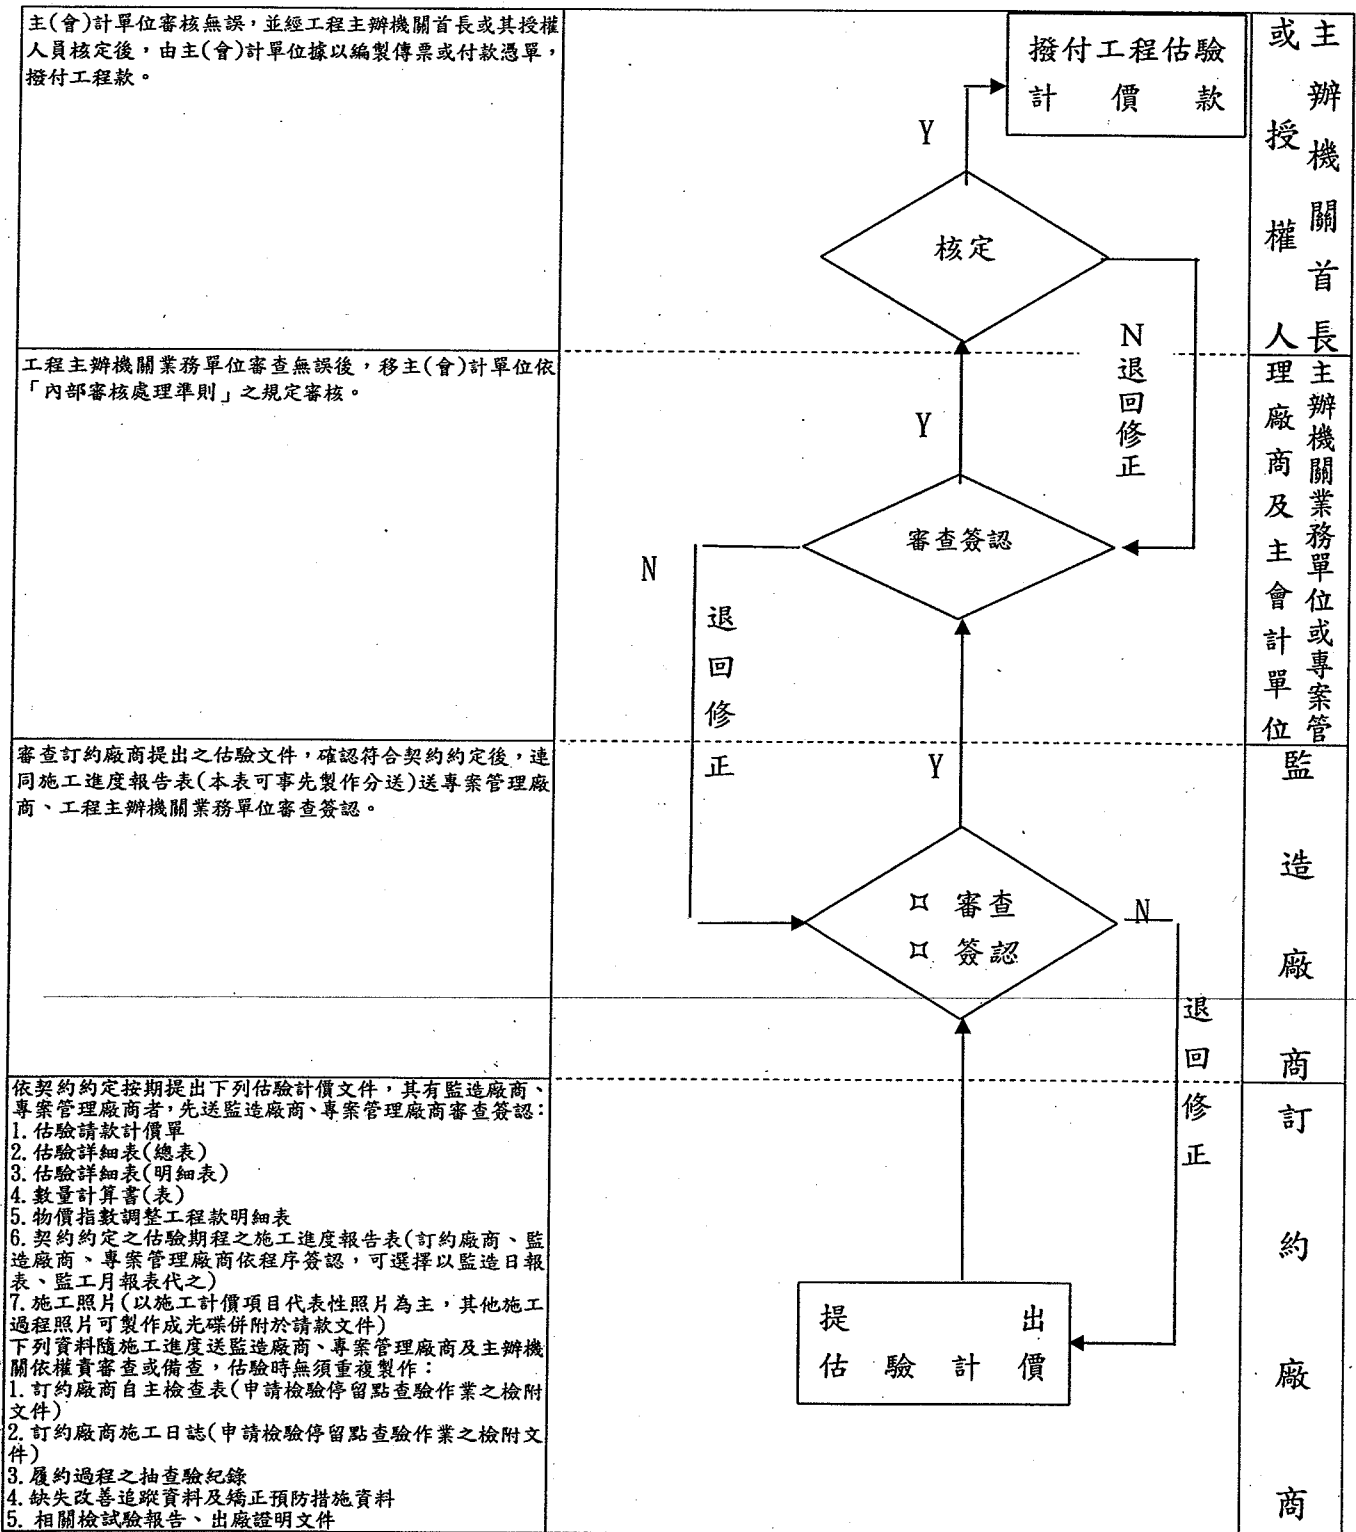 主(會)計單位審核無誤，並經工程主辦機關首長或其授權
人員核定後，由主(會)計單位據以編製傳票或付款憑單，
撥付工程款。
撥付工程估驗
計價款
Y
核定
N
退回修正
主辦機關首長
或授權人
工程主辦機關業務單位審查無誤後，移主(會)計單位依
「內部審核處理準則」之規定審核。
Y
審查簽認
N
退回修正
主辦機關業務單位或專案管
理廠商及主會計單位
審查訂約廠商提出之估驗文件，確認符合契約約定後，連
同施工進度報告表(本表可事先製作分送)送專案管理廠
商、工程主辦機關業務單位審查簽認。
Y
審查
簽認
N
退回修正
監造廠商
依契約約定按期提出下列估驗計價文件，其有監造廠商、
專案管理廠商者，先送監造廠商、專案管理廠商審查簽認：
1. 估驗請款計價單
2. 估驗詳細表(總表)
3. 估驗詳細表(明細表)
4. 數量計算書(表)
5. 物價指數調整工程款明細表
6. 契約約定之估驗期程之施工進度報告表(訂約廠商、監
造廠商、專案管理廠商依程序簽認，可選擇以監造日報
表、監工月報表代之)
7. 施工照片(以施工計價項目代表性照片為主，其他施工
過程照片可製作成光碟併附於請款文件)
下列資料隨施工進度送監造廠商、專案管理廠商及主辦機
關依權責審查或備查，估驗時無須重複製作：
1. 訂約廠商自主檢查表(申請檢驗停留點查驗作業之檢附
文件)
2. 訂約廠商施工日誌(申請檢驗停留點查驗作業之檢附文
件)
3. 履約過程之抽查驗紀錄
4. 缺失改善追蹤資料及矯正預防措施資料
5. 相關檢試驗報告、出廠證明文件
提出
估驗計價
訂約廠商